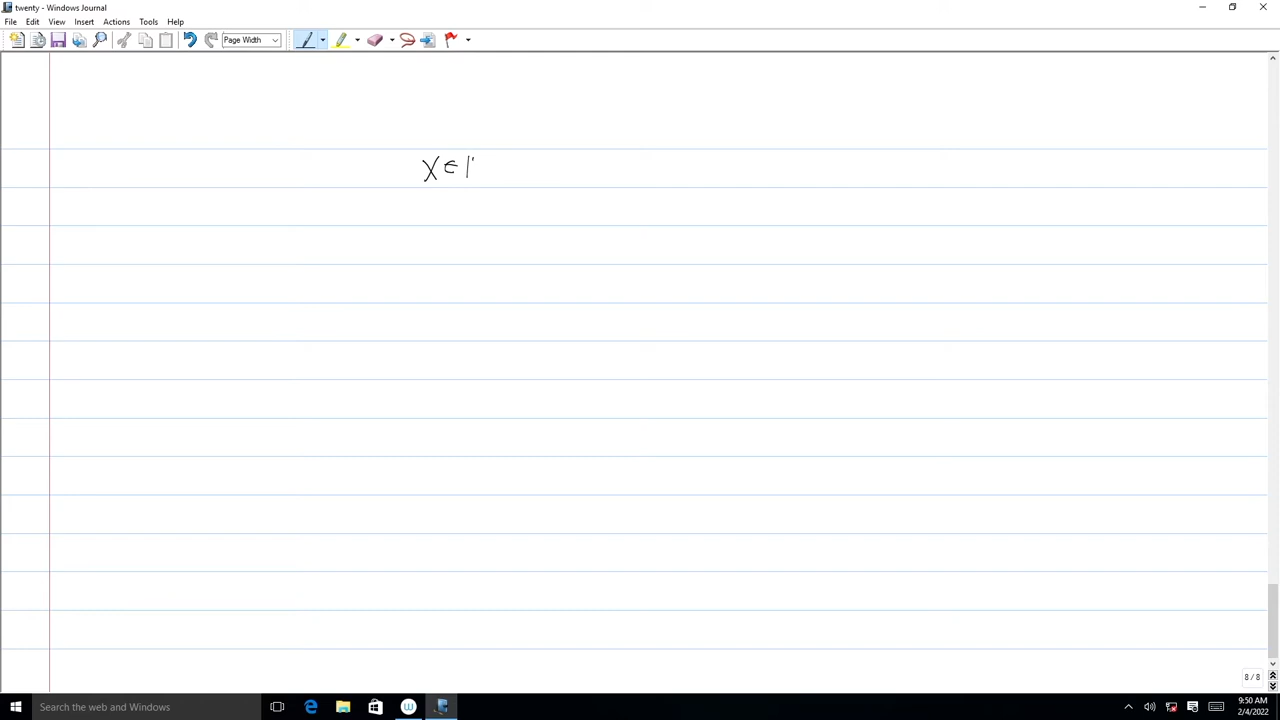 twenty - Windows Journal
File Edit View Insert Actions Tools Help
Page Width
x ∈
8 / 8
Search the web and Windows
9:50 AM
2/4/2022